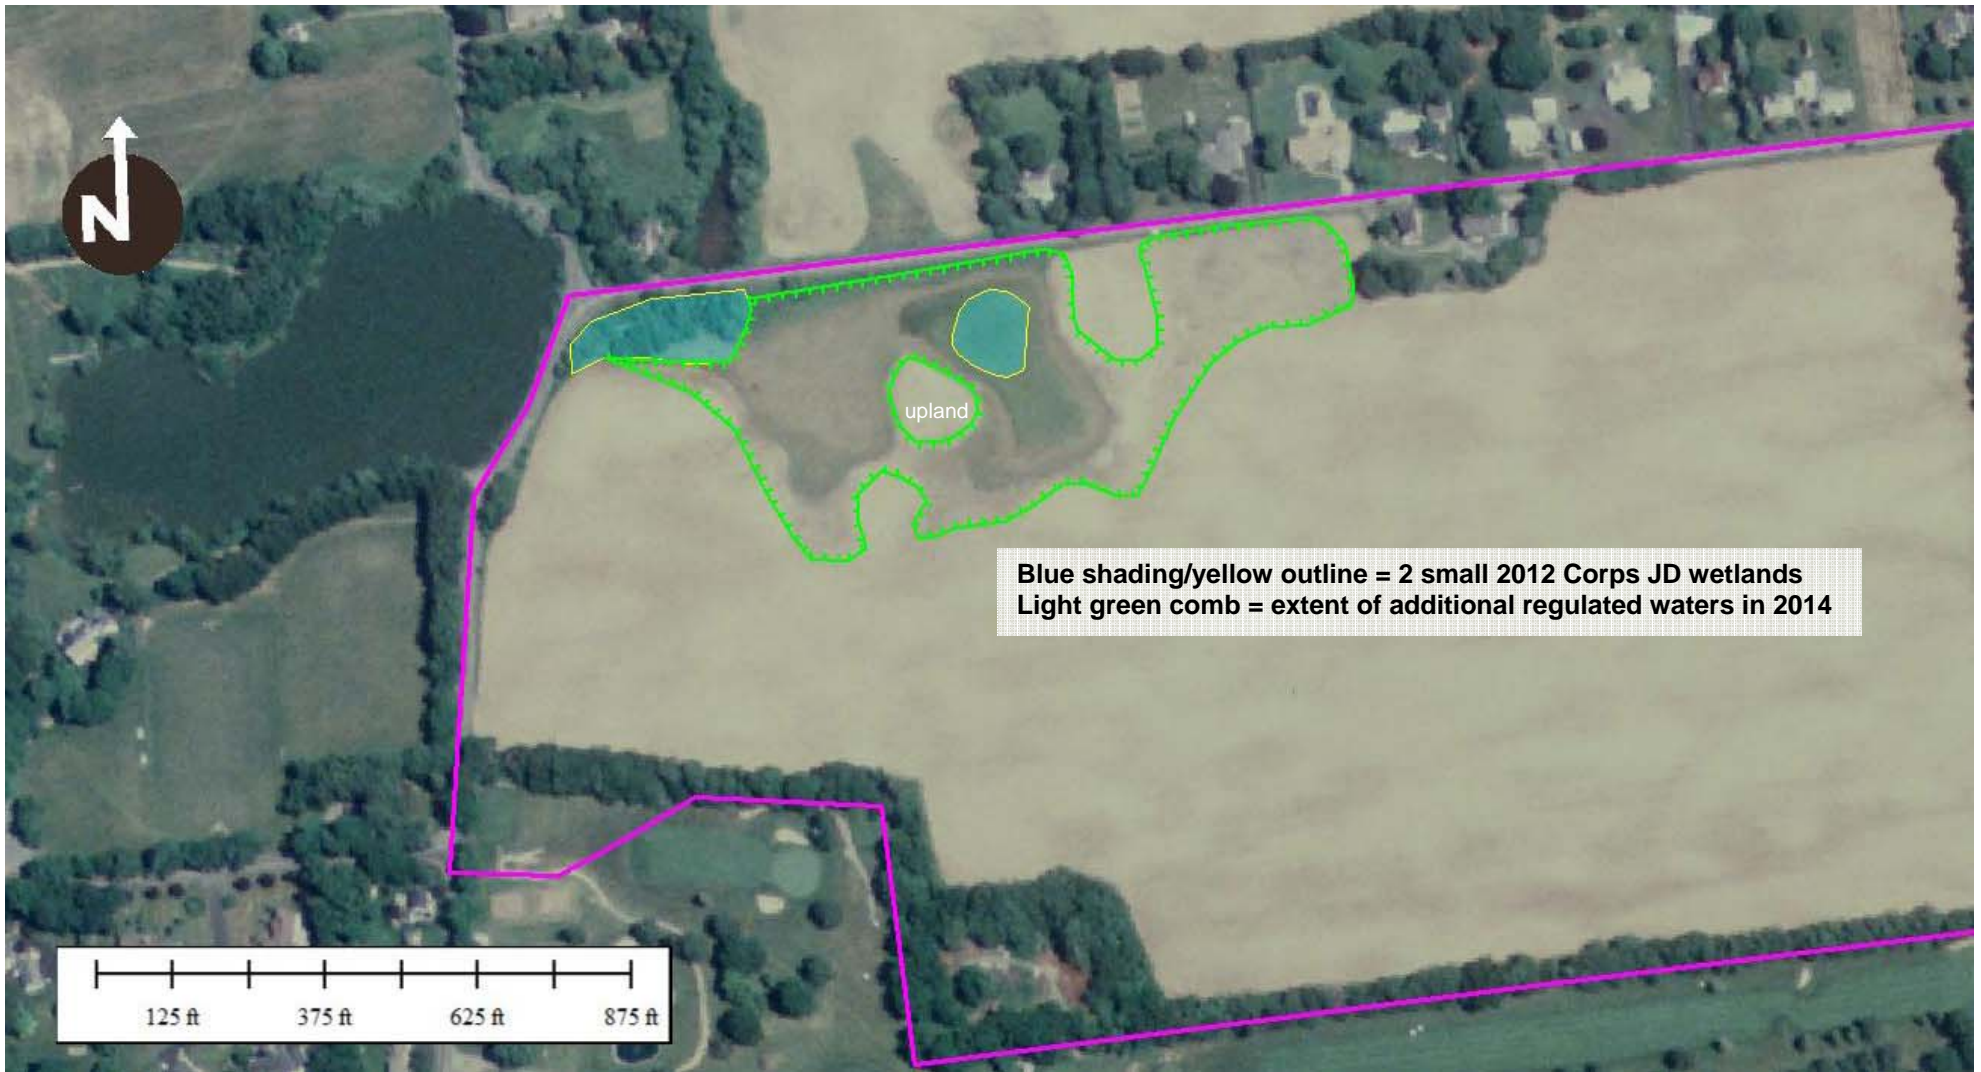 N
upland
Blue shading/yellow outline = 2 small 2012 Corps JD wetlands
Light green comb = extent of additional regulated waters in 2014
125 ft 375 ft 625 ft 875 ft